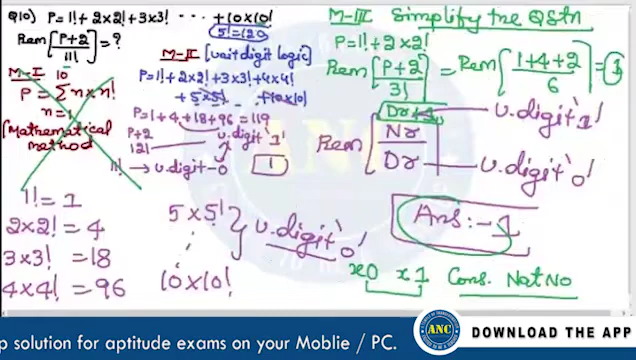 Q10) P=1!+2×2!+3×3! ... +10×10!
Rem[P+2/11!]=?
5!=120
M-I
P = 10 Σ n=1 n×n!
[Mathematical method]
M-II [unit digit logic]
P=1!+2×2!+3×3!+4×4!
+5×5! ... +10×10!
P=1+4+18+96=119
P+2
121
u.digit '1'
11! → u.digit-0
1
1!=1
2×2!=4
3×3!=18
4×4!=96
5×5!
10×10!
u.digit '0'
M-III Simplify the QStn
P=1!+2×2!
Rem[P+2/3!]=Rem[1+4+2/6]=1
u.digit '1'
Rem[Nr/Dr]
u.digit '0'
Ans:-1
×0 ×1 Cons. Nat No
p solution for aptitude exams on your Moblie / PC.
ANC
DOWNLOAD THE APP